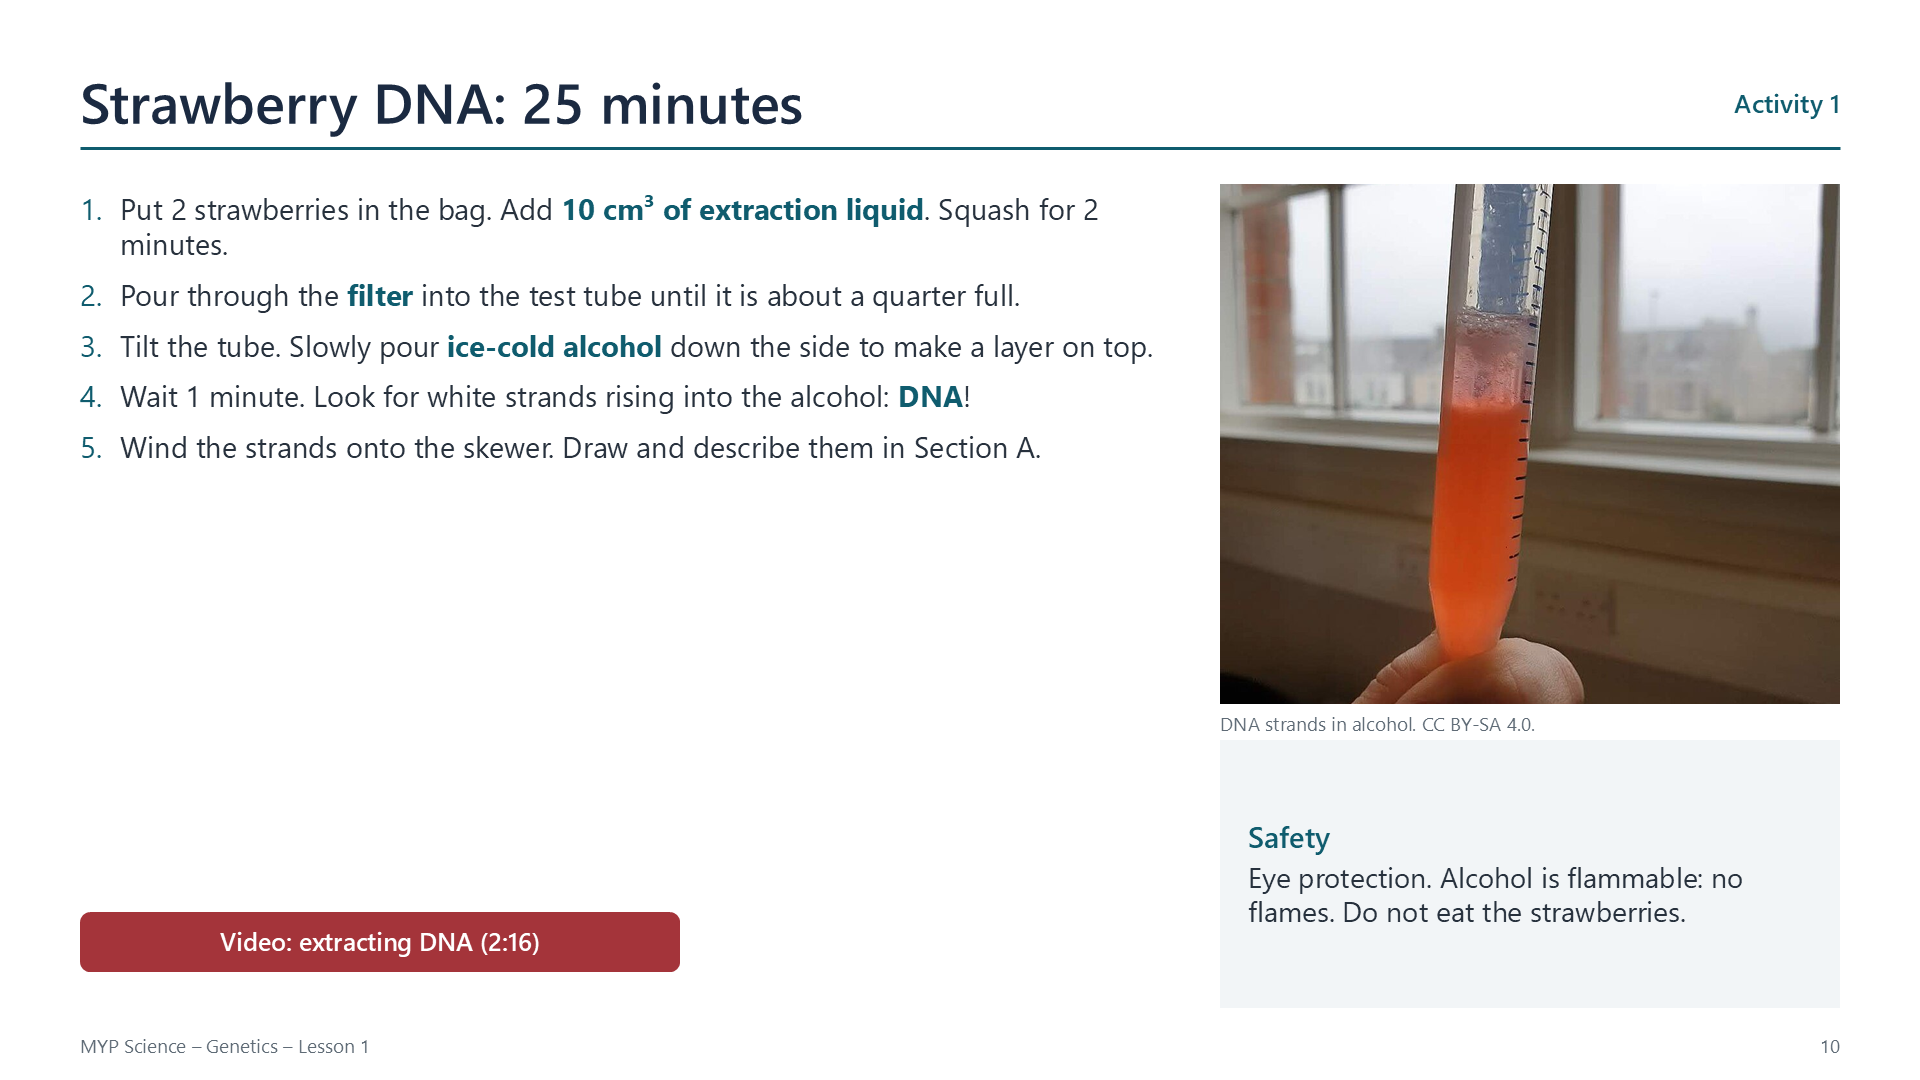 Strawberry DNA: 25 minutes
Activity 1
1. Put 2 strawberries in the bag. Add 10 cm³ of extraction liquid. Squash for 2
minutes.
2. Pour through the filter into the test tube until it is about a quarter full.
3. Tilt the tube. Slowly pour ice-cold alcohol down the side to make a layer on top.
4. Wait 1 minute. Look for white strands rising into the alcohol: DNA!
5. Wind the strands onto the skewer. Draw and describe them in Section A.
DNA strands in alcohol. CC BY-SA 4.0.
Safety
Eye protection. Alcohol is flammable: no
flames. Do not eat the strawberries.
Video: extracting DNA (2:16)
MYP Science – Genetics – Lesson 1
10